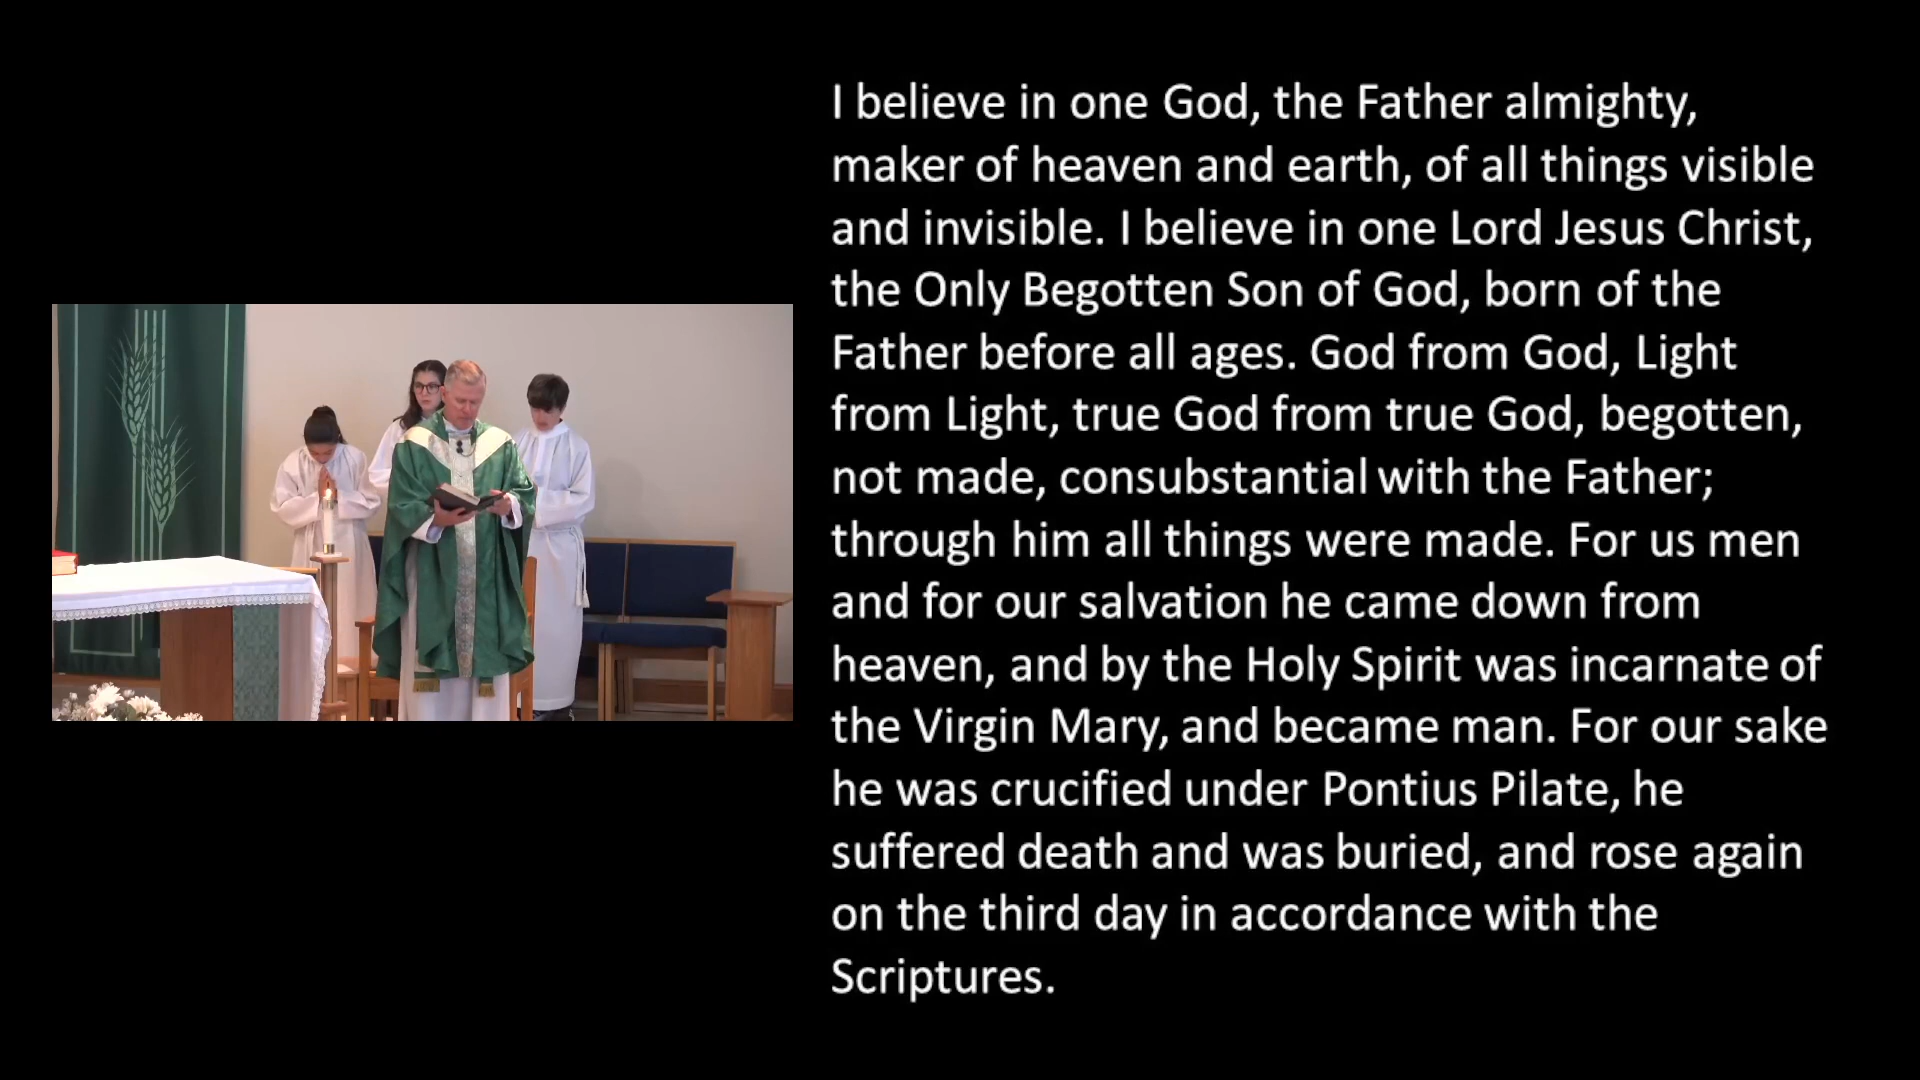 I believe in one God, the Father almighty,
maker of heaven and earth, of all things visible
and invisible. I believe in one Lord Jesus Christ,
the Only Begotten Son of God, born of the
Father before all ages. God from God, Light
from Light, true God from true God, begotten,
not made, consubstantial with the Father;
through him all things were made. For us men
and for our salvation he came down from
heaven, and by the Holy Spirit was incarnate of
the Virgin Mary, and became man. For our sake
he was crucified under Pontius Pilate, he
suffered death and was buried, and rose again
on the third day in accordance with the
Scriptures.